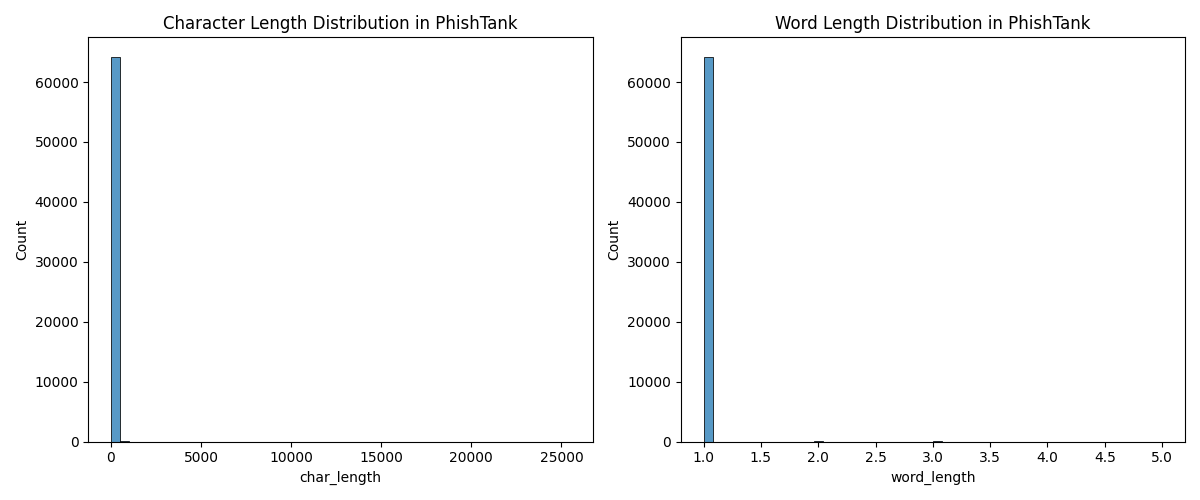 Character Length Distribution in PhishTank
Count
60000
50000
40000
30000
20000
10000
0
0 5000 10000 15000 20000 25000
char_length
Word Length Distribution in PhishTank
Count
60000
50000
40000
30000
20000
10000
0
1.0 1.5 2.0 2.5 3.0 3.5 4.0 4.5 5.0
word_length